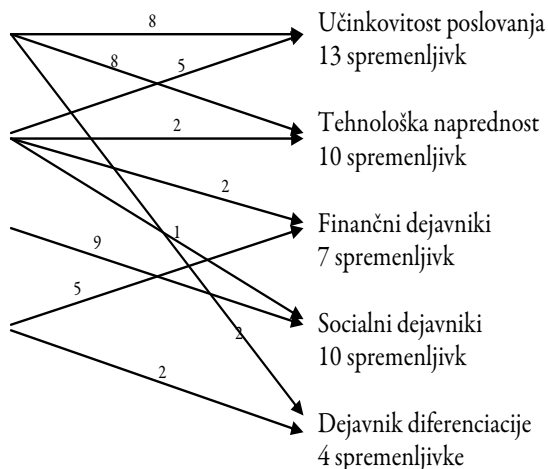 8
Učinkovitost poslovanja
13 spremenljivk
8
5
2
Tehnološka naprednost
10 spremenljivk
2
Finančni dejavniki
7 spremenljivk
1
9
5
Socialni dejavniki
10 spremenljivk
2
2
Dejavnik diferenciacije
4 spremenljivke